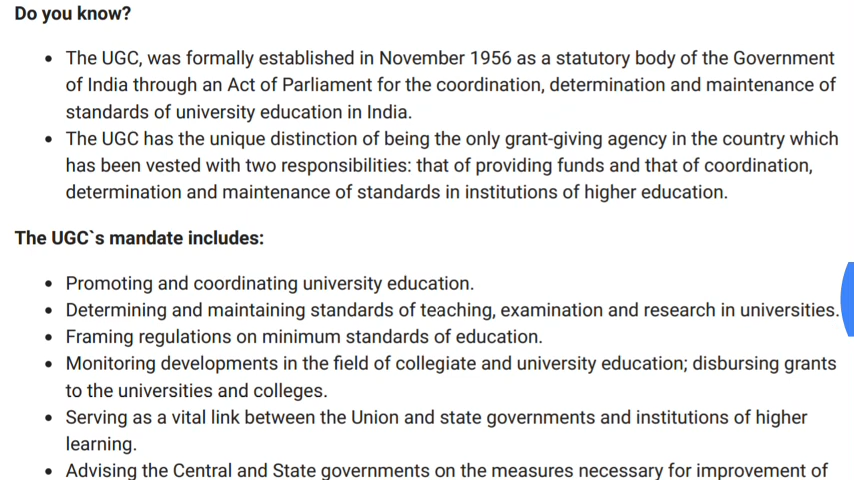 Do you know?
• The UGC, was formally established in November 1956 as a statutory body of the Government
of India through an Act of Parliament for the coordination, determination and maintenance of
standards of university education in India.
• The UGC has the unique distinction of being the only grant-giving agency in the country which
has been vested with two responsibilities: that of providing funds and that of coordination,
determination and maintenance of standards in institutions of higher education.
The UGC`s mandate includes:
• Promoting and coordinating university education.
• Determining and maintaining standards of teaching, examination and research in universities.
• Framing regulations on minimum standards of education.
• Monitoring developments in the field of collegiate and university education; disbursing grants
to the universities and colleges.
• Serving as a vital link between the Union and state governments and institutions of higher
learning.
• Advising the Central and State governments on the measures necessary for improvement of